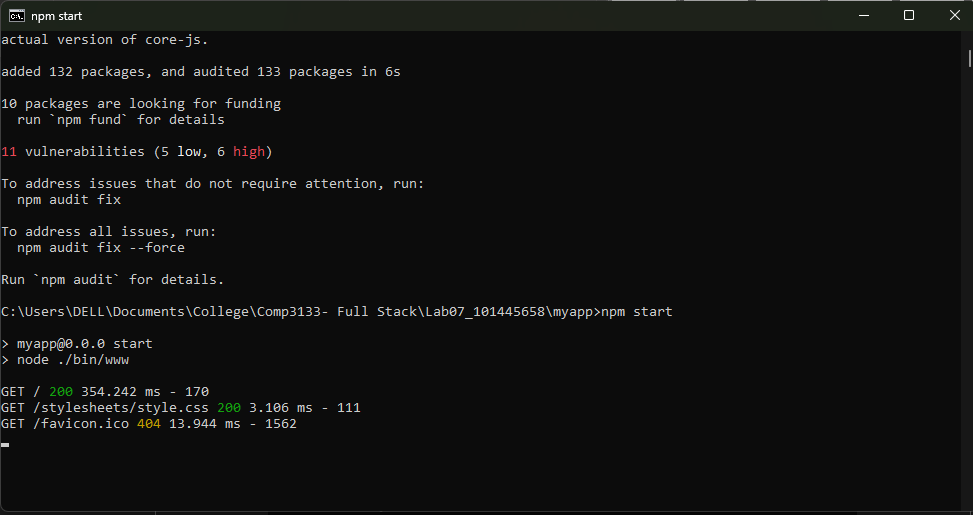 npm start
actual version of core-js.
added 132 packages, and audited 133 packages in 6s
10 packages are looking for funding
  run `npm fund` for details
11 vulnerabilities (5 low, 6 high)
To address issues that do not require attention, run:
  npm audit fix
To address all issues, run:
  npm audit fix --force
Run `npm audit` for details.
C:\Users\DELL\Documents\College\Comp3133- Full Stack\Lab07_101445658\myapp>npm start
> myapp@0.0.0 start
> node ./bin/www
GET / 200 354.242 ms - 170
GET /stylesheets/style.css 200 3.106 ms - 111
GET /favicon.ico 404 13.944 ms - 1562